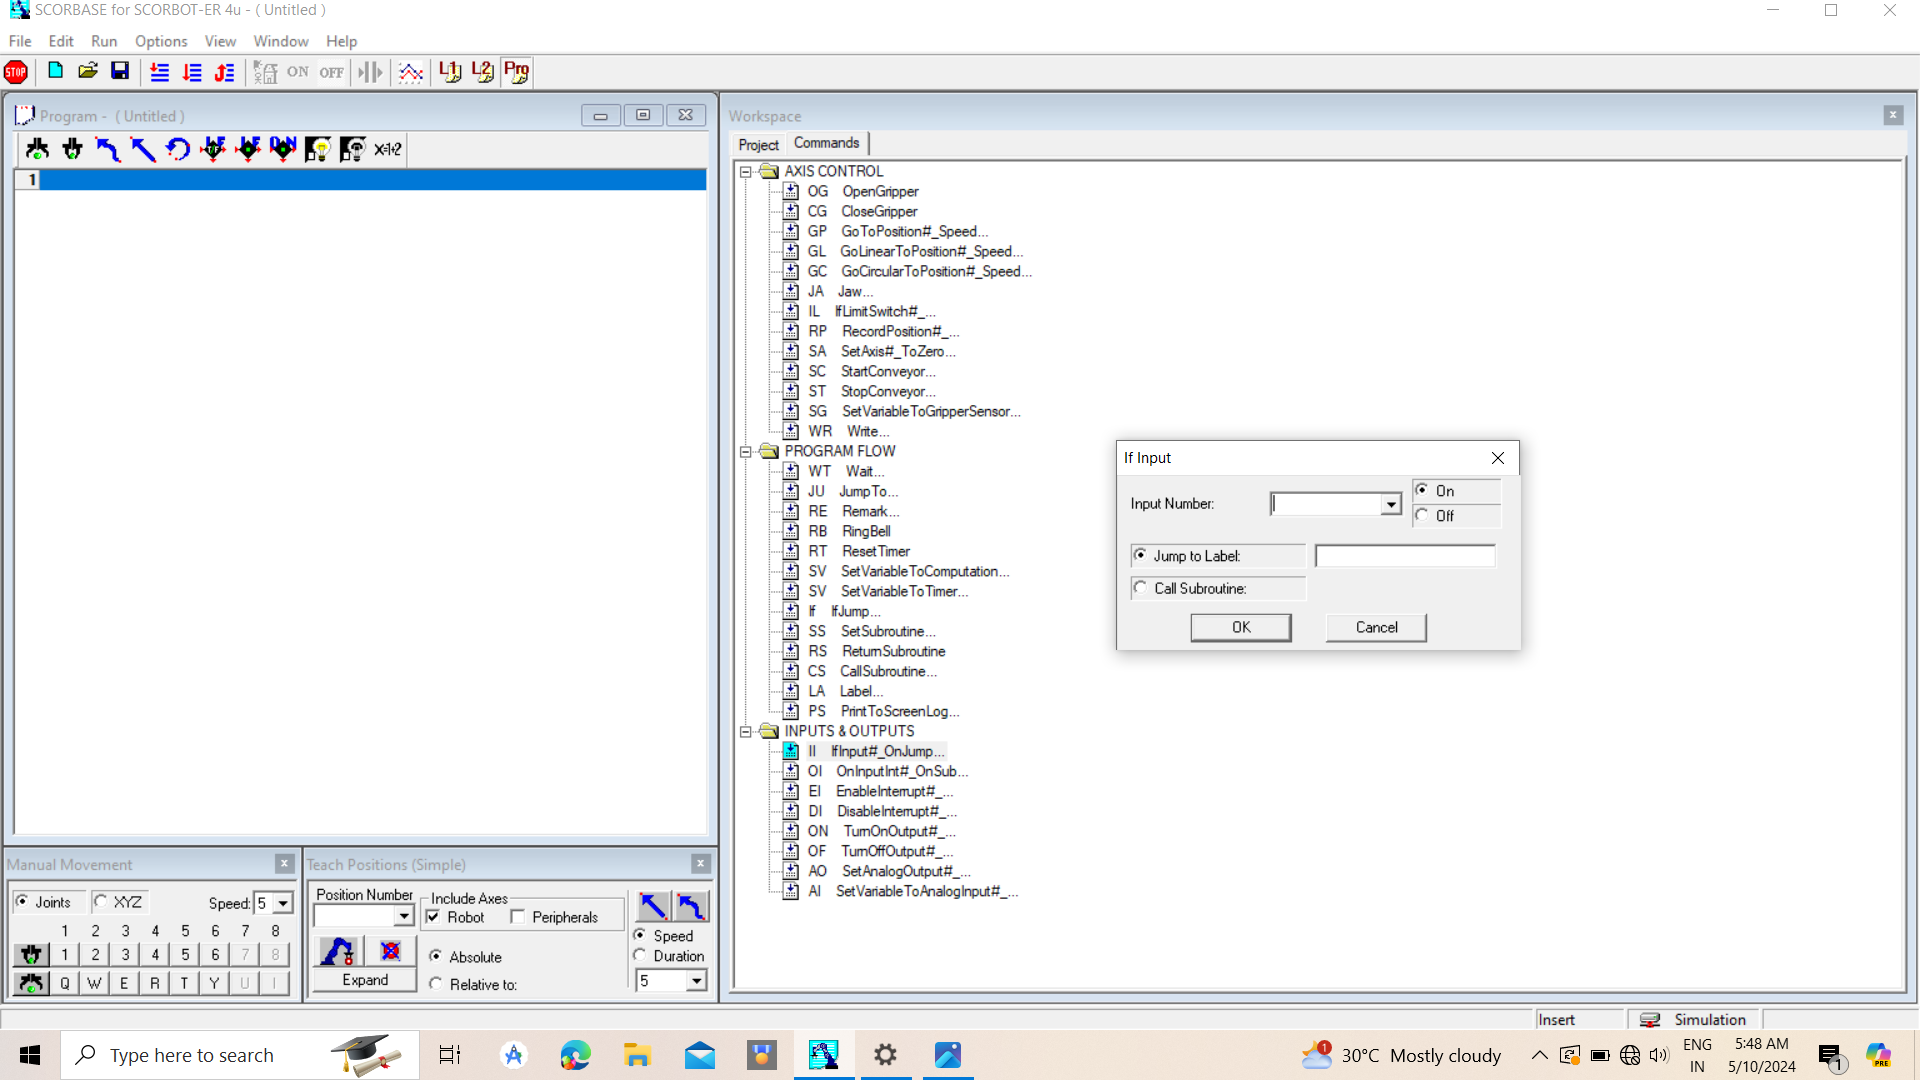 SCORBASE for SCORBOT-ER 4u - ( Untitled )
File Edit Run Options View Window Help
STOP ON OFF L1 L2 Prg
Program - ( Untitled )
X=1+2
1
Workspace
Project Commands
AXIS CONTROL
OG OpenGripper
CG CloseGripper
GP GoToPosition#_Speed...
GL GoLinearToPosition#_Speed...
GC GoCircularToPosition#_Speed...
JA Jaw...
IL IfLimitSwitch#_...
RP RecordPosition#_...
SA SetAxis#_ToZero...
SC StartConveyor...
ST StopConveyor...
SG SetVariableToGripperSensor...
WR Write...
PROGRAM FLOW
WT Wait...
JU JumpTo...
RE Remark...
RB RingBell
RT ResetTimer
SV SetVariableToComputation...
SV SetVariableToTimer...
If IfJump...
SS SetSubroutine...
RS ReturnSubroutine
CS CallSubroutine...
LA Label...
PS PrintToScreenLog...
INPUTS & OUTPUTS
II IfInput#_OnJump...
OI OnInputInt#_OnSub...
EI EnableInterrupt#_...
DI DisableInterrupt#_...
ON TurnOnOutput#_...
OF TurnOffOutput#_...
AO SetAnalogOutput#_...
AI SetVariableToAnalogInput#_...
If Input
Input Number:
On
Off
Jump to Label:
Call Subroutine:
OK Cancel
Manual Movement
Joints XYZ Speed: 5
1 2 3 4 5 6 7 8
1 2 3 4 5 6 7 8
Q W E R T Y U I
Teach Positions (Simple)
Position Number
Include Axes
Robot Peripherals
Expand
Absolute
Relative to:
Speed
Duration
5
Insert Simulation
Type here to search
1
30°C Mostly cloudy
ENG
IN
5:48 AM
5/10/2024
1
PRE